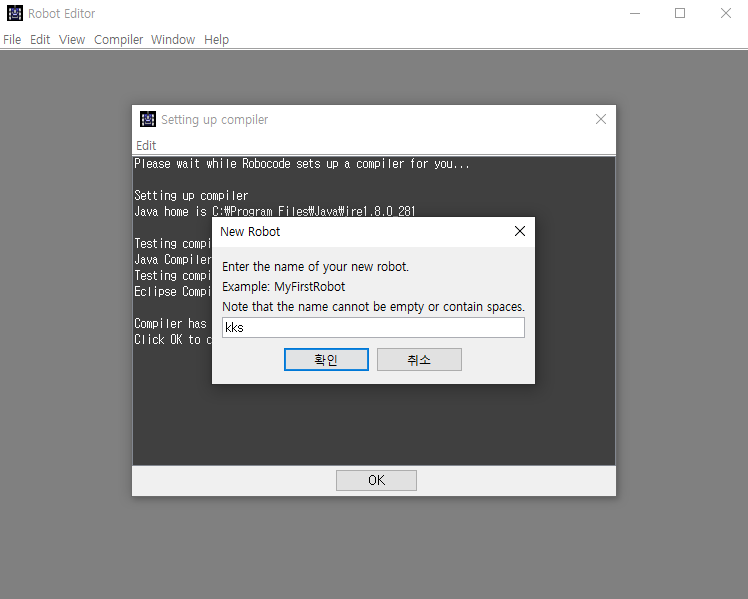 Robot Editor
File Edit View Compiler Window Help
Setting up compiler
Edit
Please wait while Robocode sets up a compiler for you...
Setting up compiler
Java home is C:₩Program Files₩Java₩jre1.8.0_281
Testing compi
Java Compiler
Testing compi
Eclipse Compi
Compiler has
Click OK to c
New Robot
Enter the name of your new robot.
Example: MyFirstRobot
Note that the name cannot be empty or contain spaces.
kks
확인 취소
OK